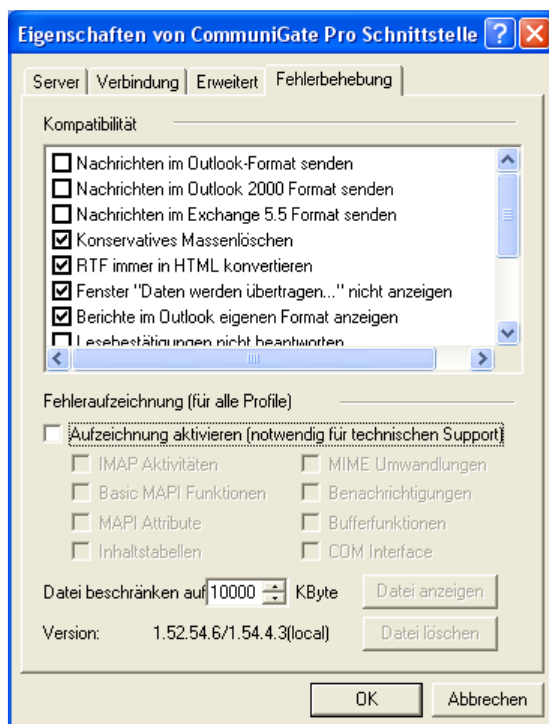 Eigenschaften von CommuniGate Pro Schnittstelle
Server Verbindung Erweitert Fehlerbehebung
Kompatibilität
Nachrichten im Outlook-Format senden
Nachrichten im Outlook 2000 Format senden
Nachrichten im Exchange 5.5 Format senden
Konservatives Massenlöschen
RTF immer in HTML konvertieren
Fenster "Daten werden übertragen..." nicht anzeigen
Berichte im Outlook eigenen Format anzeigen
Lesebestätigungen nicht beantworten
Fehleraufzeichnung (für alle Profile)
Aufzeichnung aktivieren (notwendig für technischen Support)
IMAP Aktivitäten MIME Umwandlungen
Basic MAPI Funktionen Benachrichtigungen
MAPI Attribute Bufferfunktionen
Inhaltstabellen COM Interface
Datei beschränken auf 10000 KByte Datei anzeigen
Version: 1.52.54.6/1.54.4.3(local) Datei löschen
OK Abbrechen